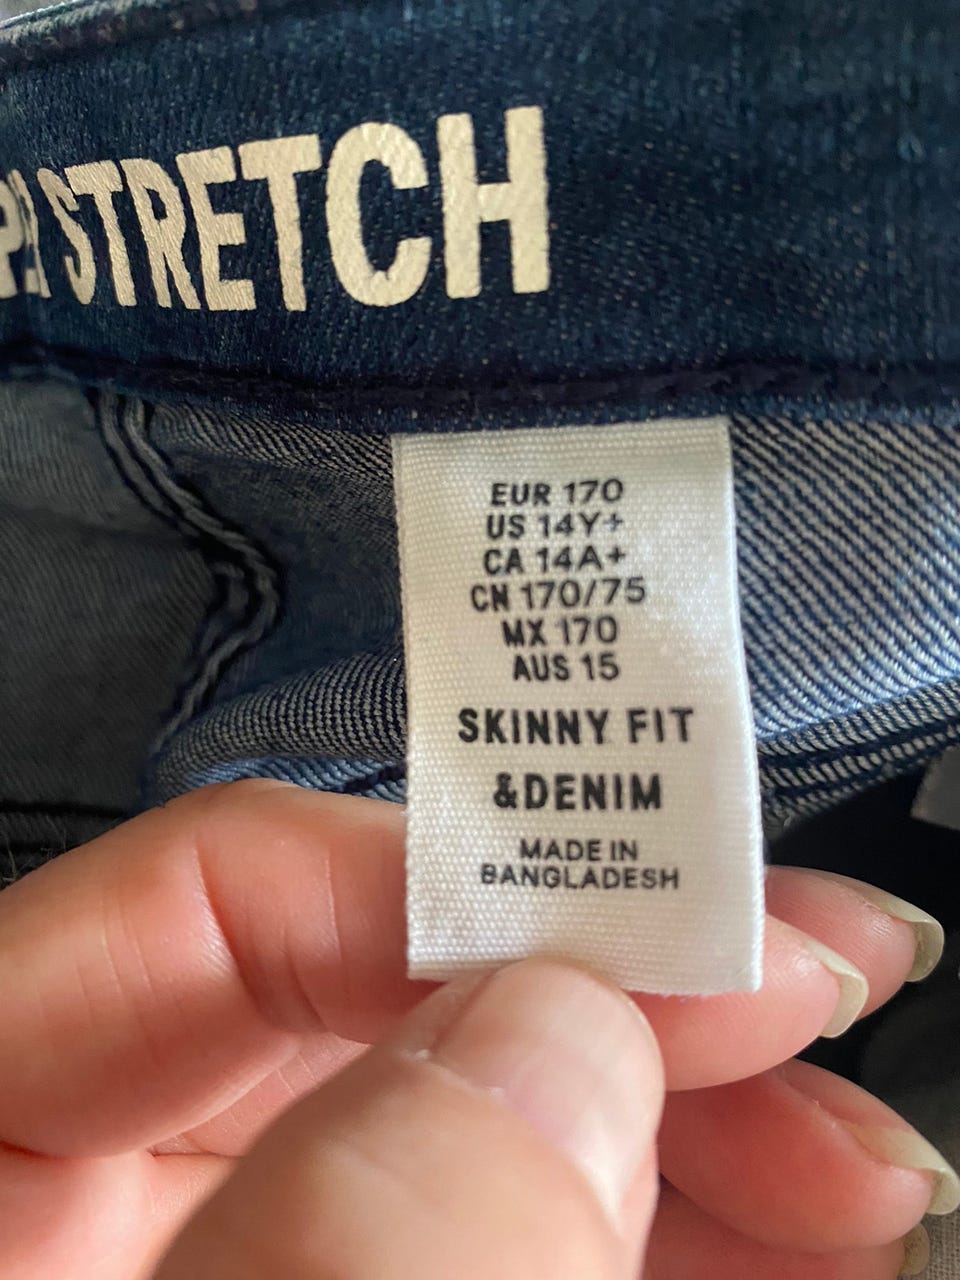 STRETCH
EUR 170
US 14Y+
CA 14A+
CN 170/75
MX 170
AUS 15
SKINNY FIT
&DENIM
MADE IN
BANGLADESH